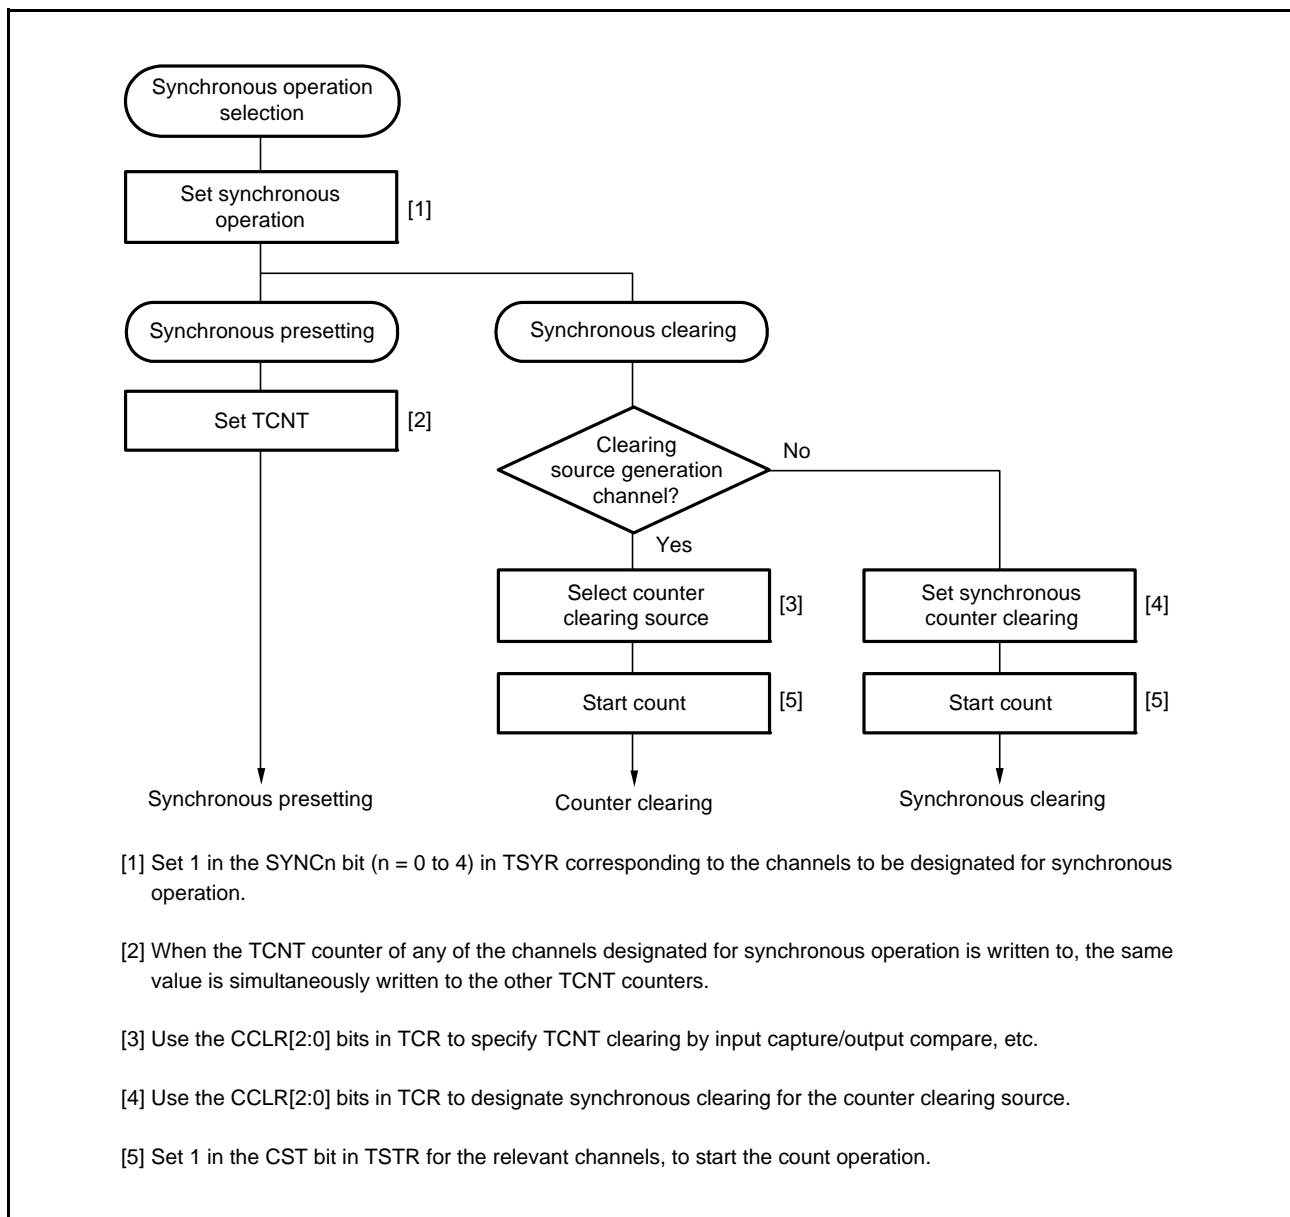 Synchronous operation
selection
Set synchronous
operation
[1]
Synchronous presetting
Synchronous clearing
Set TCNT
[2]
Clearing
source generation
channel?
No
Yes
Select counter
clearing source
[3]
Set synchronous
counter clearing
[4]
Start count
[5]
Start count
[5]
Synchronous presetting
Counter clearing
Synchronous clearing
[1] Set 1 in the SYNCn bit (n = 0 to 4) in TSYR corresponding to the channels to be designated for synchronous
operation.
[2] When the TCNT counter of any of the channels designated for synchronous operation is written to, the same
value is simultaneously written to the other TCNT counters.
[3] Use the CCLR[2:0] bits in TCR to specify TCNT clearing by input capture/output compare, etc.
[4] Use the CCLR[2:0] bits in TCR to designate synchronous clearing for the counter clearing source.
[5] Set 1 in the CST bit in TSTR for the relevant channels, to start the count operation.